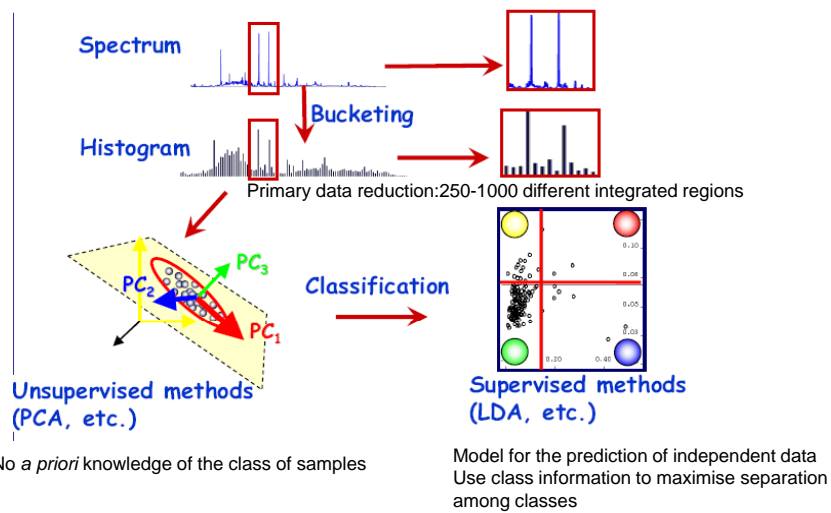 Spectrum
Bucketing
Histogram
Primary data reduction:250-1000 different integrated regions
PC3
PC2
PC1
Classification
0.10
0.08
0.05
0.03
0.20
0.40
Unsupervised methods
(PCA, etc.)
Supervised methods
(LDA, etc.)
No a priori knowledge of the class of samples
Model for the prediction of independent data
Use class information to maximise separation
among classes